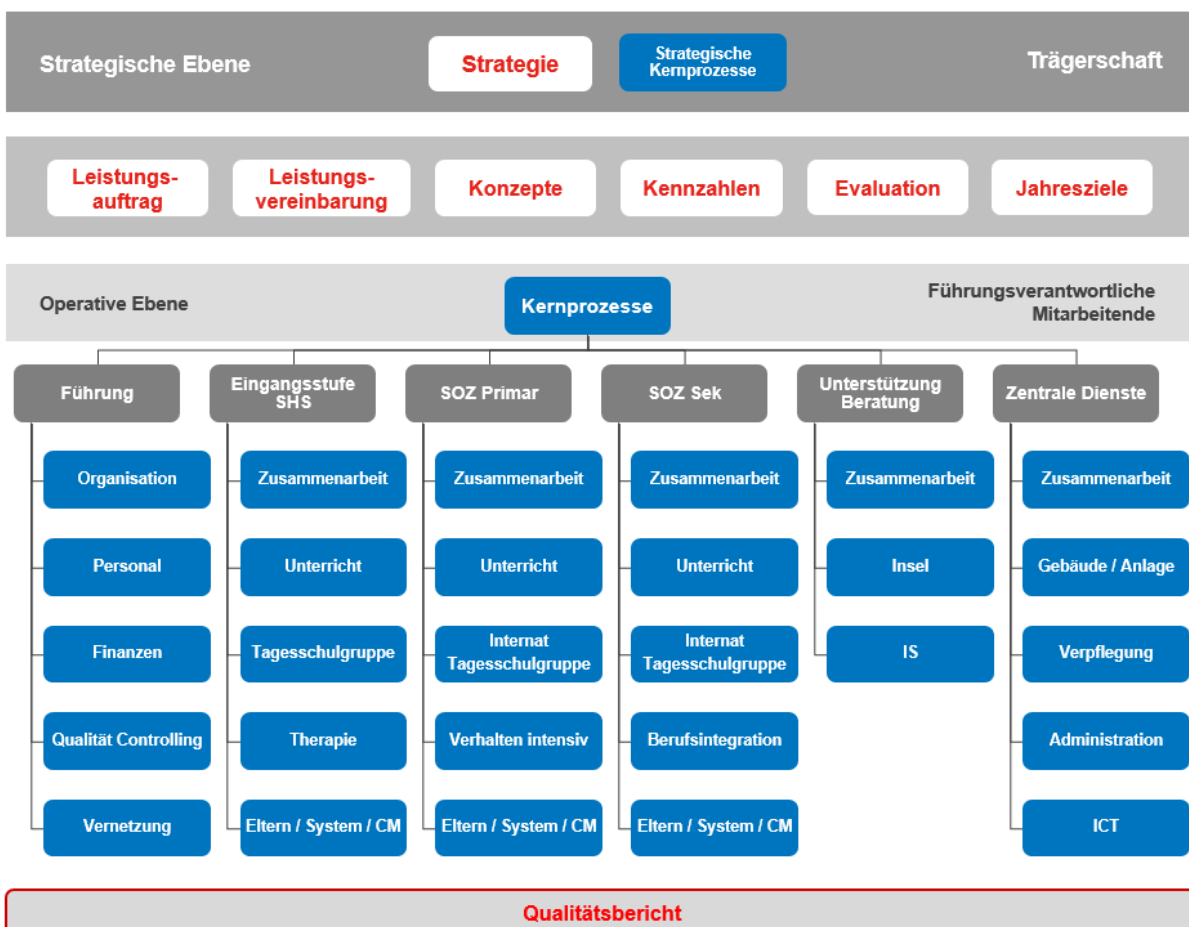 Strategische Ebene
Strategie
Strategische
Kernprozesse
Trägerschaft
Leistungs-
auftrag
Leistungs-
vereinbarung
Konzepte
Kennzahlen
Evaluation
Jahresziele
Operative Ebene
Kernprozesse
Führungsverantwortliche
Mitarbeitende
Führung
Eingangsstufe
SHS
SOZ Primar
SOZ Sek
Unterstützung
Beratung
Zentrale Dienste
Organisation
Zusammenarbeit
Zusammenarbeit
Zusammenarbeit
Zusammenarbeit
Zusammenarbeit
Personal
Unterricht
Unterricht
Unterricht
Insel
Gebäude / Anlage
Finanzen
Tagesschulgruppe
Internat
Tagesschulgruppe
Internat
Tagesschulgruppe
IS
Verpflegung
Qualität Controlling
Therapie
Verhalten intensiv
Berufsintegration
Administration
Vernetzung
Eltern / System / CM
Eltern / System / CM
Eltern / System / CM
ICT
Qualitätsbericht